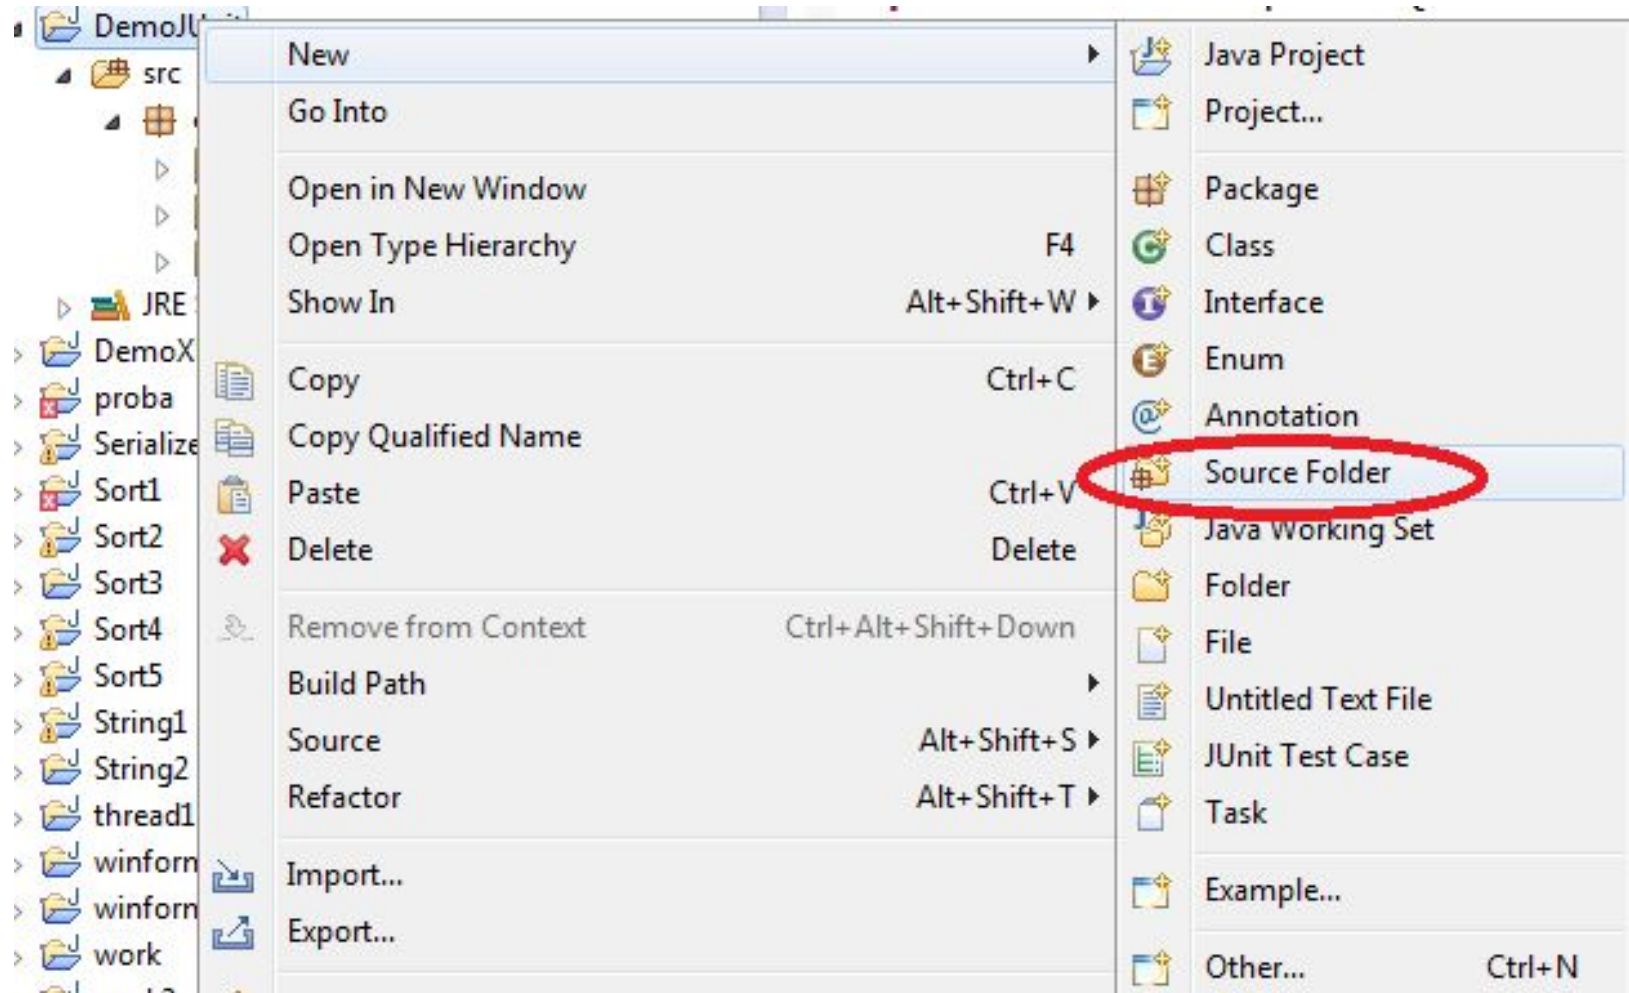 DemoJUnit
src
JRE
DemoX
proba
Serialize
Sort1
Sort2
Sort3
Sort4
Sort5
String1
String2
thread1
winform
winform
work
New
Go Into
Open in New Window
Open Type Hierarchy F4
Show In Alt+Shift+W
Copy Ctrl+C
Copy Qualified Name
Paste Ctrl+V
Delete Delete
Remove from Context Ctrl+Alt+Shift+Down
Build Path
Source Alt+Shift+S
Refactor Alt+Shift+T
Import...
Export...
Java Project
Project...
Package
Class
Interface
Enum
Annotation
Source Folder
Java Working Set
Folder
File
Untitled Text File
JUnit Test Case
Task
Example...
Other... Ctrl+N